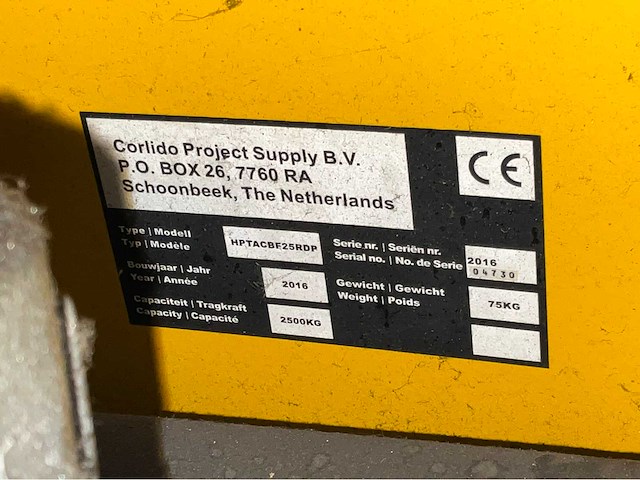 Corlido Project Supply B.V.
P.O. BOX 26, 7760 RA
Schoonbeek, The Netherlands
CE
Type | Modell
Typ | Modèle
HPTACBF25RDP
Serie nr. | Seriën nr.
Serial no. | No. de Serie
2016
04730
Bouwjaar | Jahr
Year | Année
2016
Gewicht | Gewicht
Weight | Poids
75KG
Capaciteit | Tragkraft
Capacity | Capacité
2500KG